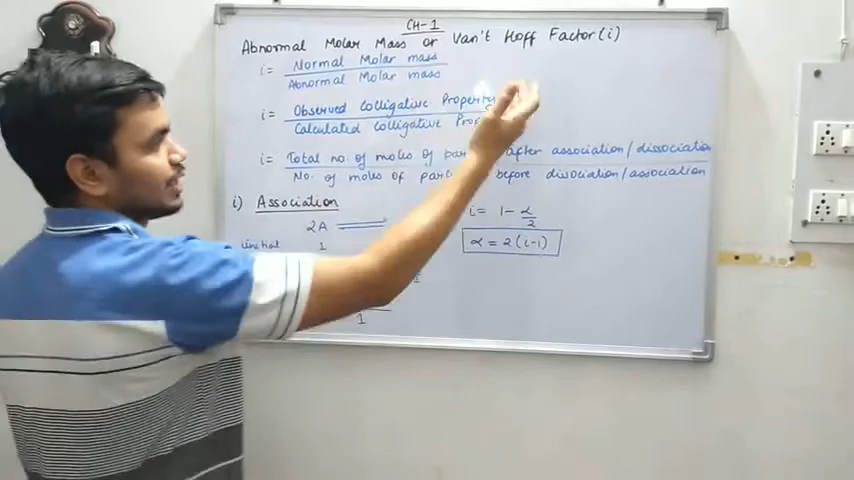 CH-1
ABNORMAL MOLAR MASS OR VAN'T HOFF FACTOR(i)
i = Normal Molar mass
Abnormal Molar mass
i = Observed Colligative Property
Calculated Colligative
i = Total no. of moles of after association/dissociation
No. of moles of before dissociation/association
i) Association
2A
initial 1
i = 1 - α/2
α = 2(i-1)
1